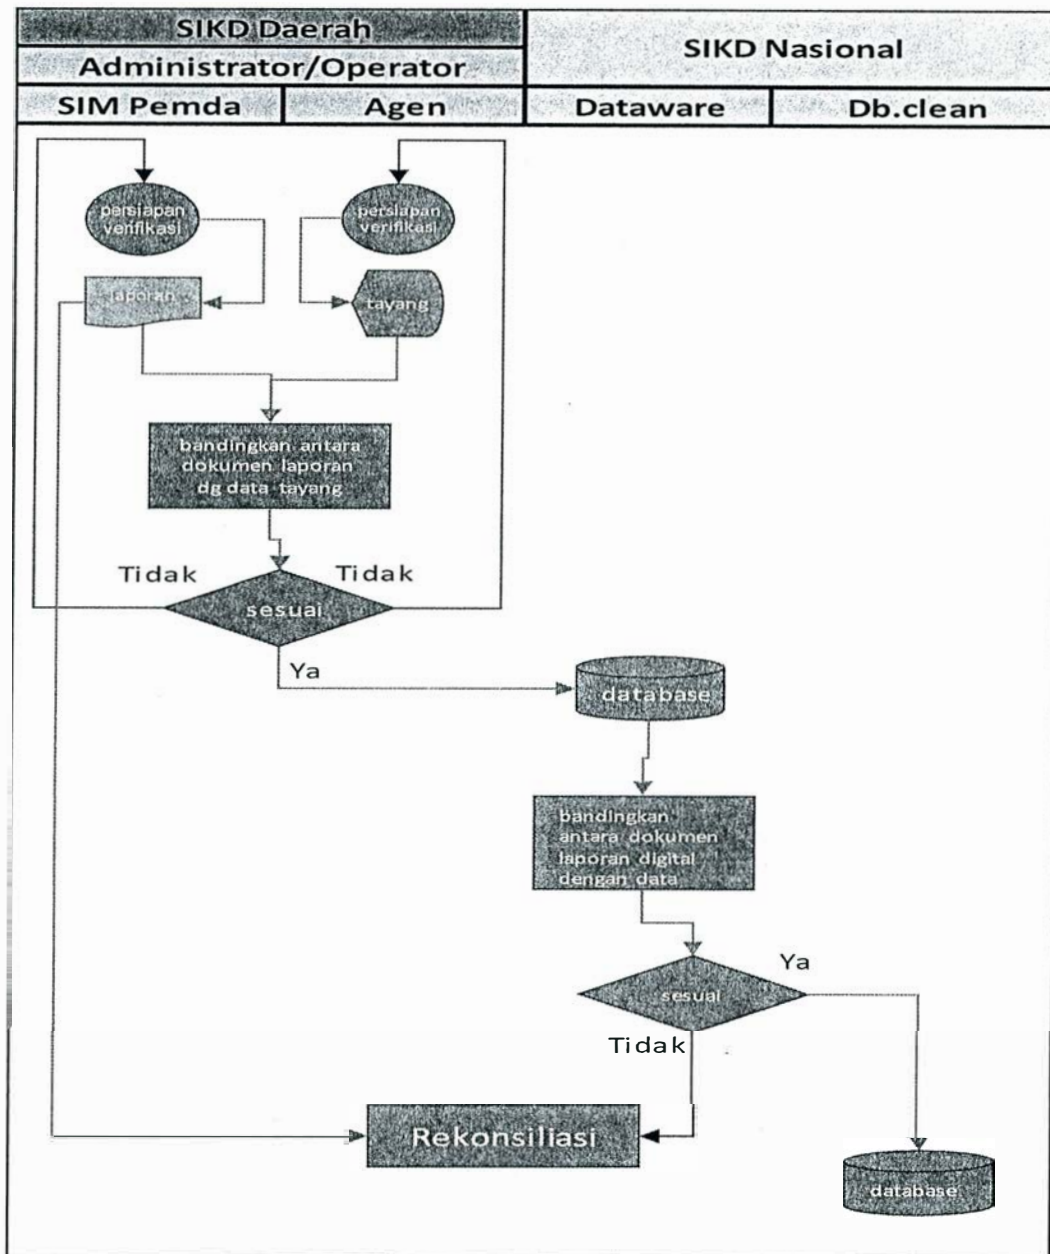 SIKD Daerah
SIKD Nasional
Administrator/Operator
SIM Pemda
Agen
Dataware
Db.clean
persiapan
verifikasi
persiapan
verifikasi
laporan
tayang
bandingkan antara
dokumen laporan
dg data tayang
Tidak
Tidak
sesuai
Ya
database
bandingkan
antara dokumen
laporan digital
dengan data
sesuai
Ya
Tidak
Rekonsiliasi
database